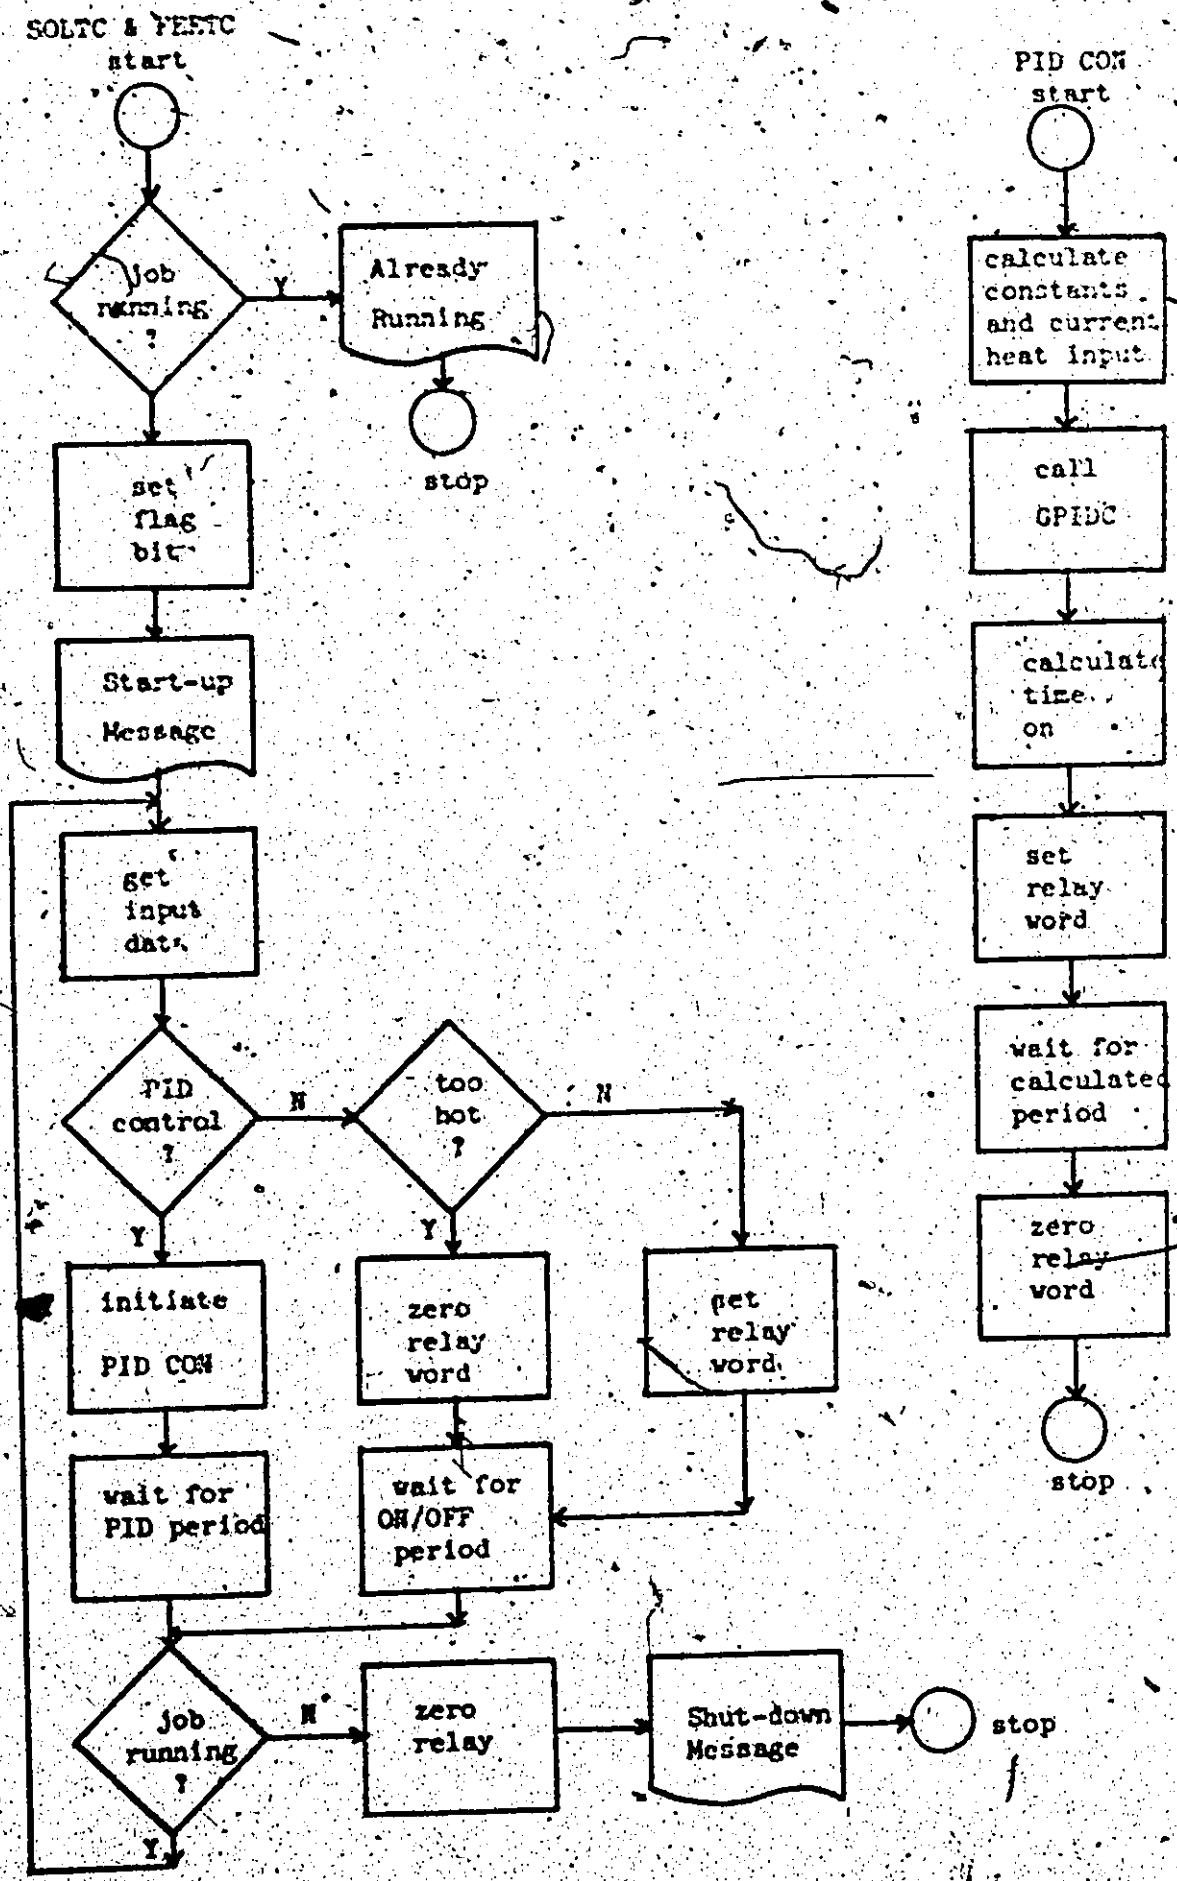 SOLTC & FEETC
start
job
running
?
Y
Already
Running
stop
set
flag
bit
Start-up
Message
get
input
data
PID
control
?
N
too
hot
?
N
Y
Y
initiate
PID CON
zero
relay
word
set
relay
word
wait for
PID period
wait for
ON/OFF
period
job
running
?
N
zero
relay
Shut-down
Message
stop
Y
PID CON
start
calculate
constants
and current
heat input
call
GPIDC
calculate
time
on
set
relay
word
wait for
calculated
period
zero
relay
word
stop